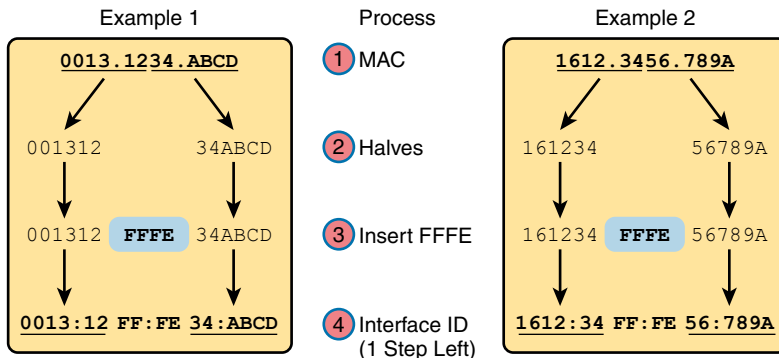 Example 1 Process Example 2
0013.1234.ABCD 1 MAC 1612.3456.789A
001312 34ABCD 2 Halves 161234 56789A
001312 FFFE 34ABCD 3 Insert FFFE 161234 FFFE 56789A
0013:12 FF:FE 34:ABCD 4 Interface ID 1612:34 FF:FE 56:789A
(1 Step Left)